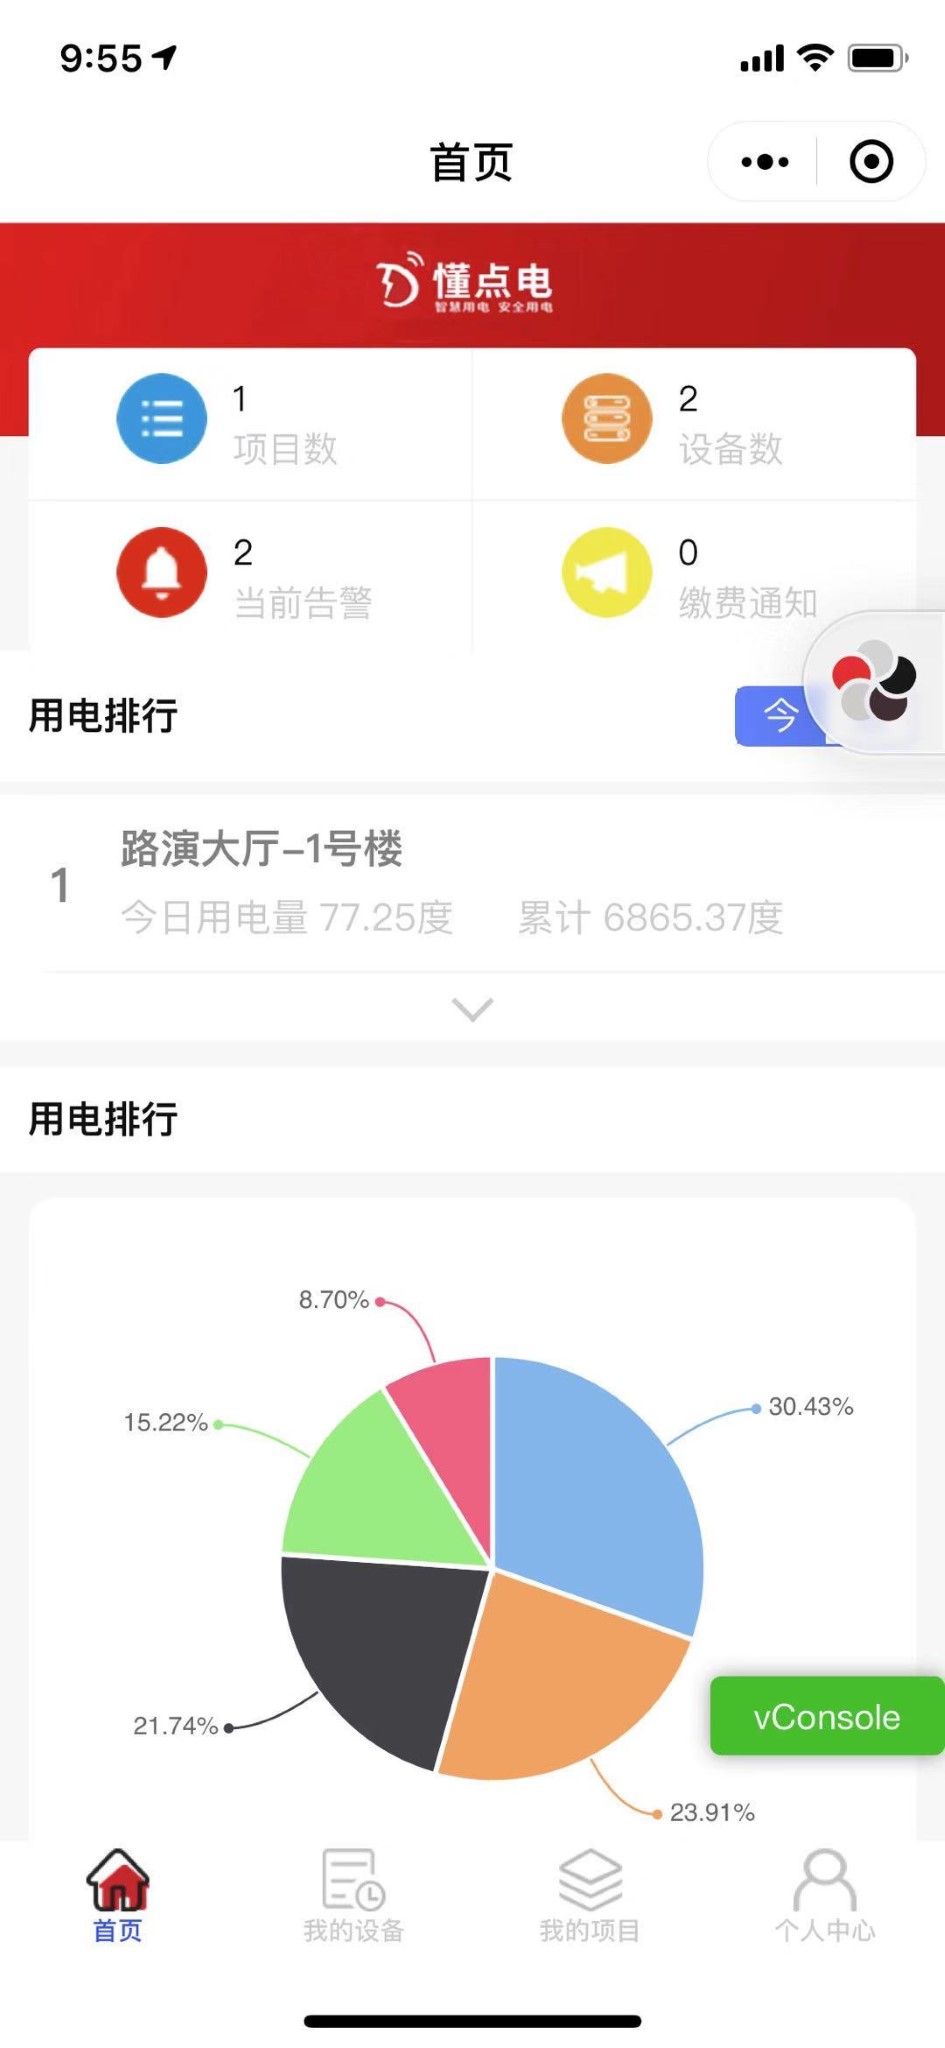 9:55
首页
懂点电
智慧用电 安全用电
1
项目数
2
设备数
2
当前告警
0
缴费通知
用电排行
今
1
路演大厅-1号楼
今日用电量 77.25度 累计 6865.37度
用电排行
8.70%
30.43%
15.22%
21.74%
vConsole
23.91%
首页 我的设备 我的项目 个人中心